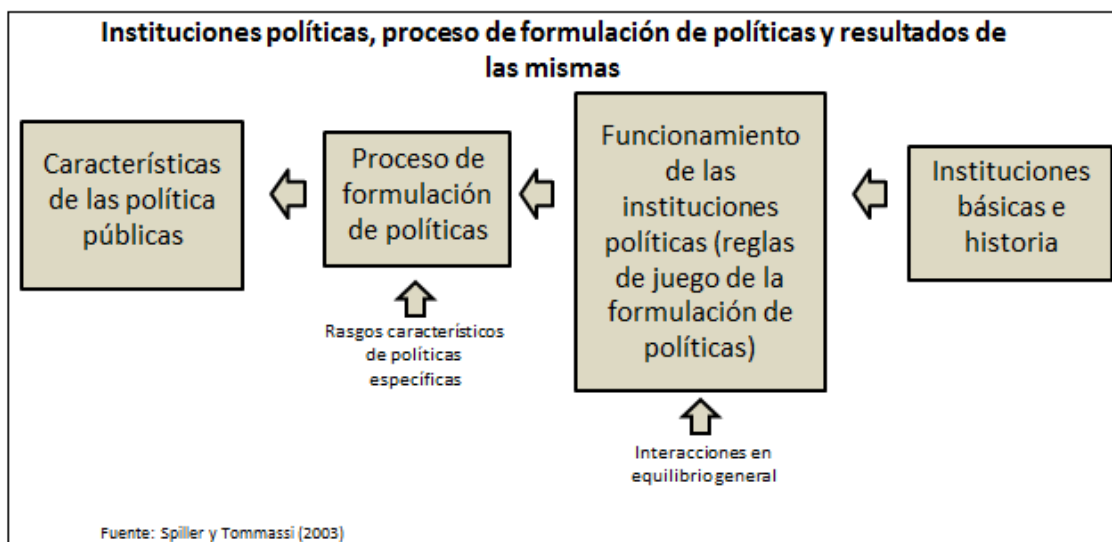 Instituciones políticas, proceso de formulación de políticas y resultados de
las mismas
Característicás
de las política
públicas
Proceso de
formulación
de políticas
Funcionamiento
de las
instituciones
políticas (reglas
de juego de la
formulación de
políticas)
Instituciones
básicas e
historia
Rasgos característicos
de políticas
específicas
Interacciones en
equilibrio general
Fuente: Spiller y Tommassi (2003)